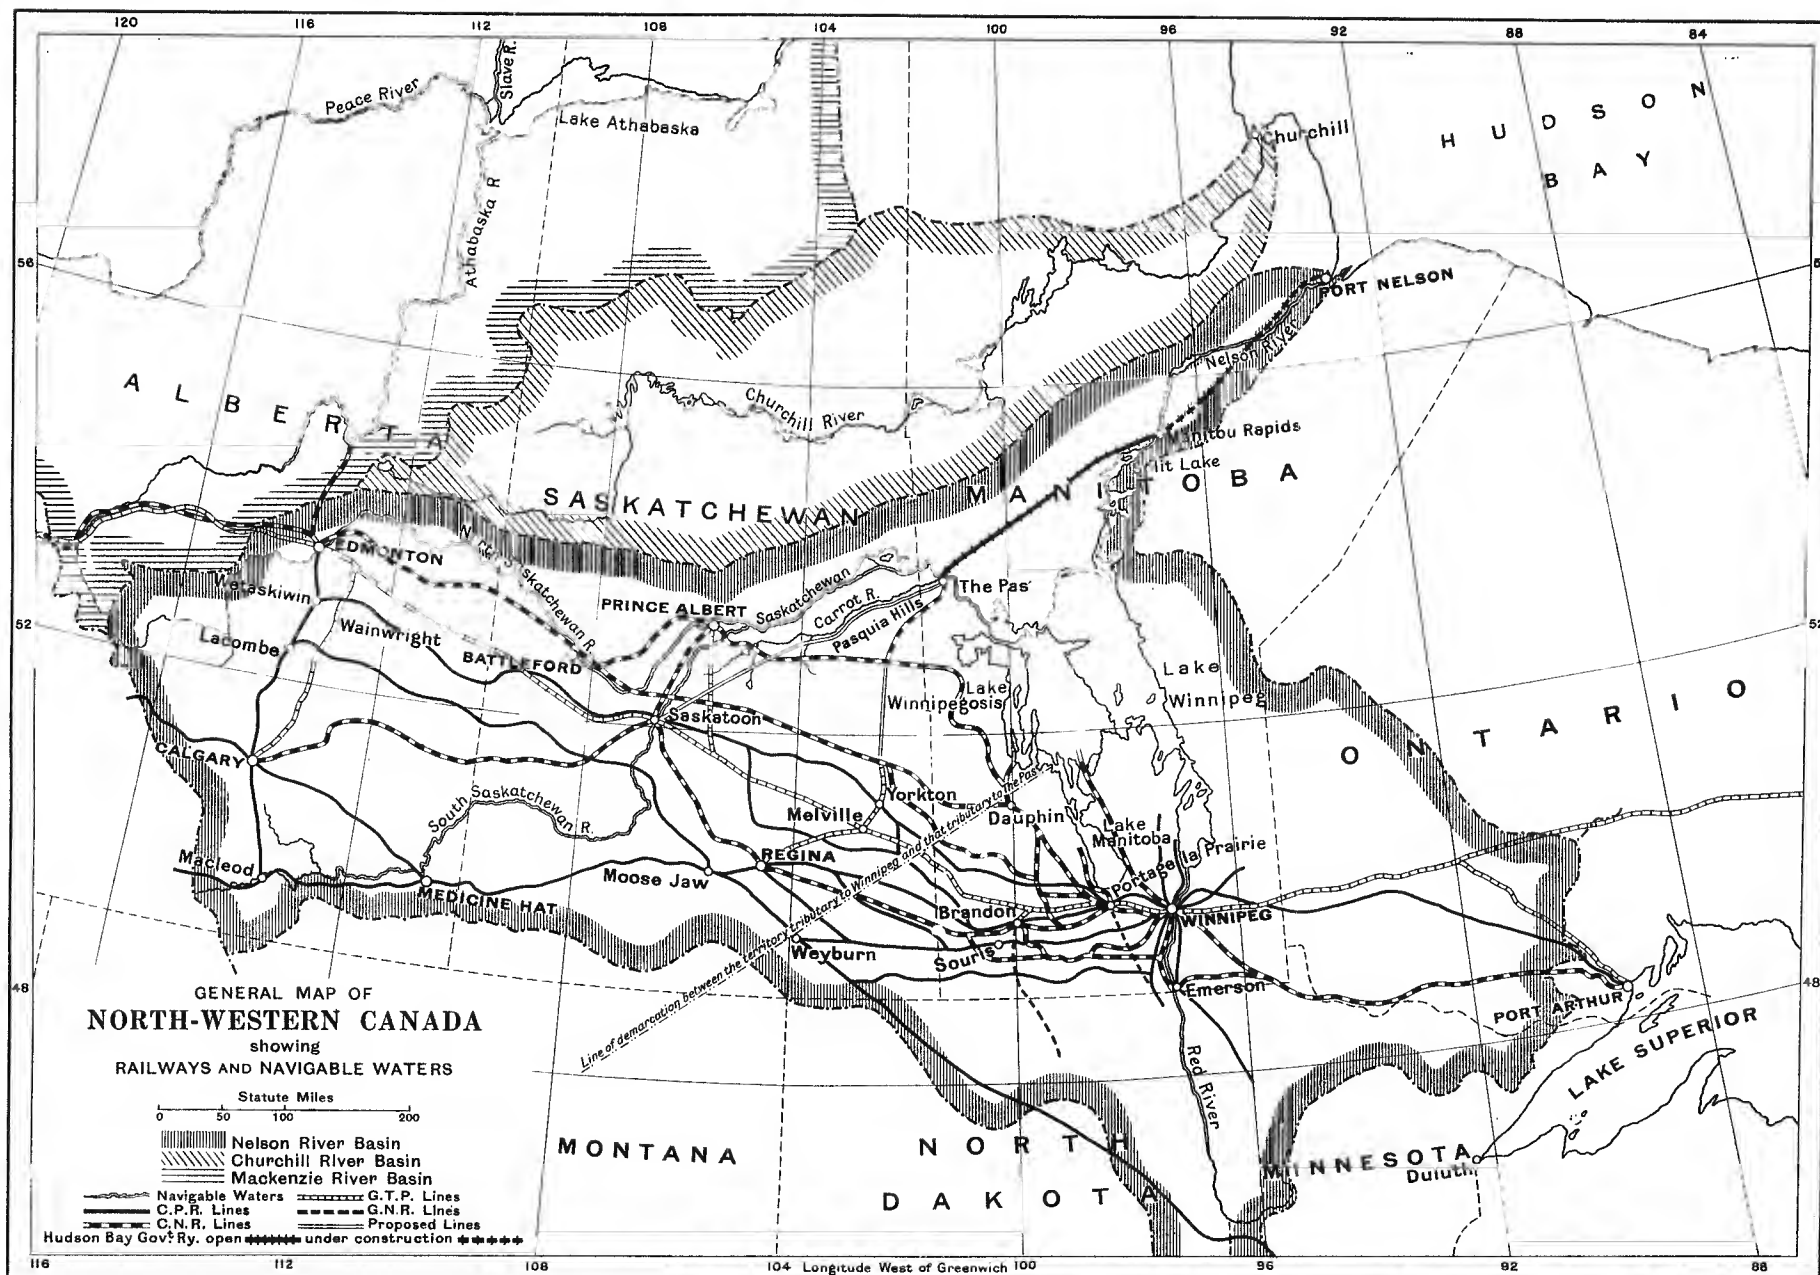 120 116 112 108 104 100 96 92 88 84
Slave R.
Peace River
Lake Athabaska
Athabaska R
Churchill
HUDSON
BAY
56
PORT NELSON
Nelson River
ALBERTA
Churchill River
Manitou Rapids
SASKATCHEWAN
MANITOBA
EDMONTON
Wetaskiwin
PRINCE ALBERT
Saskatchewan
Carrot R.
Pasquia Hills
The Pas
52
52
Lacombe
Wainwright
BATTLEFORD
Lake
Winnipegosis
Lake
Winnipeg
ONTARIO
Saskatoon
CALGARY
South Saskatchewan R.
Yorkton
Melville
Dauphin
Lake
Manitoba
Portage la Prairie
Macleod
MEDICINE HAT
Moose Jaw
REGINA
Brandon
WINNIPEG
Weyburn
Souris
Emerson
Line of demarcation between the territory tributary to Winnipeg and that tributary to The Pas
PORT ARTHUR
LAKE SUPERIOR
48
48
Red River
MONTANA
NORTH
DAKOTA
MINNESOTA
Duluth
GENERAL MAP OF
NORTH-WESTERN CANADA
showing
RAILWAYS AND NAVIGABLE WATERS
Statute Miles
0 50 100 200
Nelson River Basin
Churchill River Basin
Mackenzie River Basin
Navigable Waters G.T.P. Lines
C.P.R. Lines G.N.R. Lines
C.N.R. Lines Proposed Lines
Hudson Bay Govt. Ry. open under construction
116 112 108 104 Longitude West of Greenwich 100 96 92 88